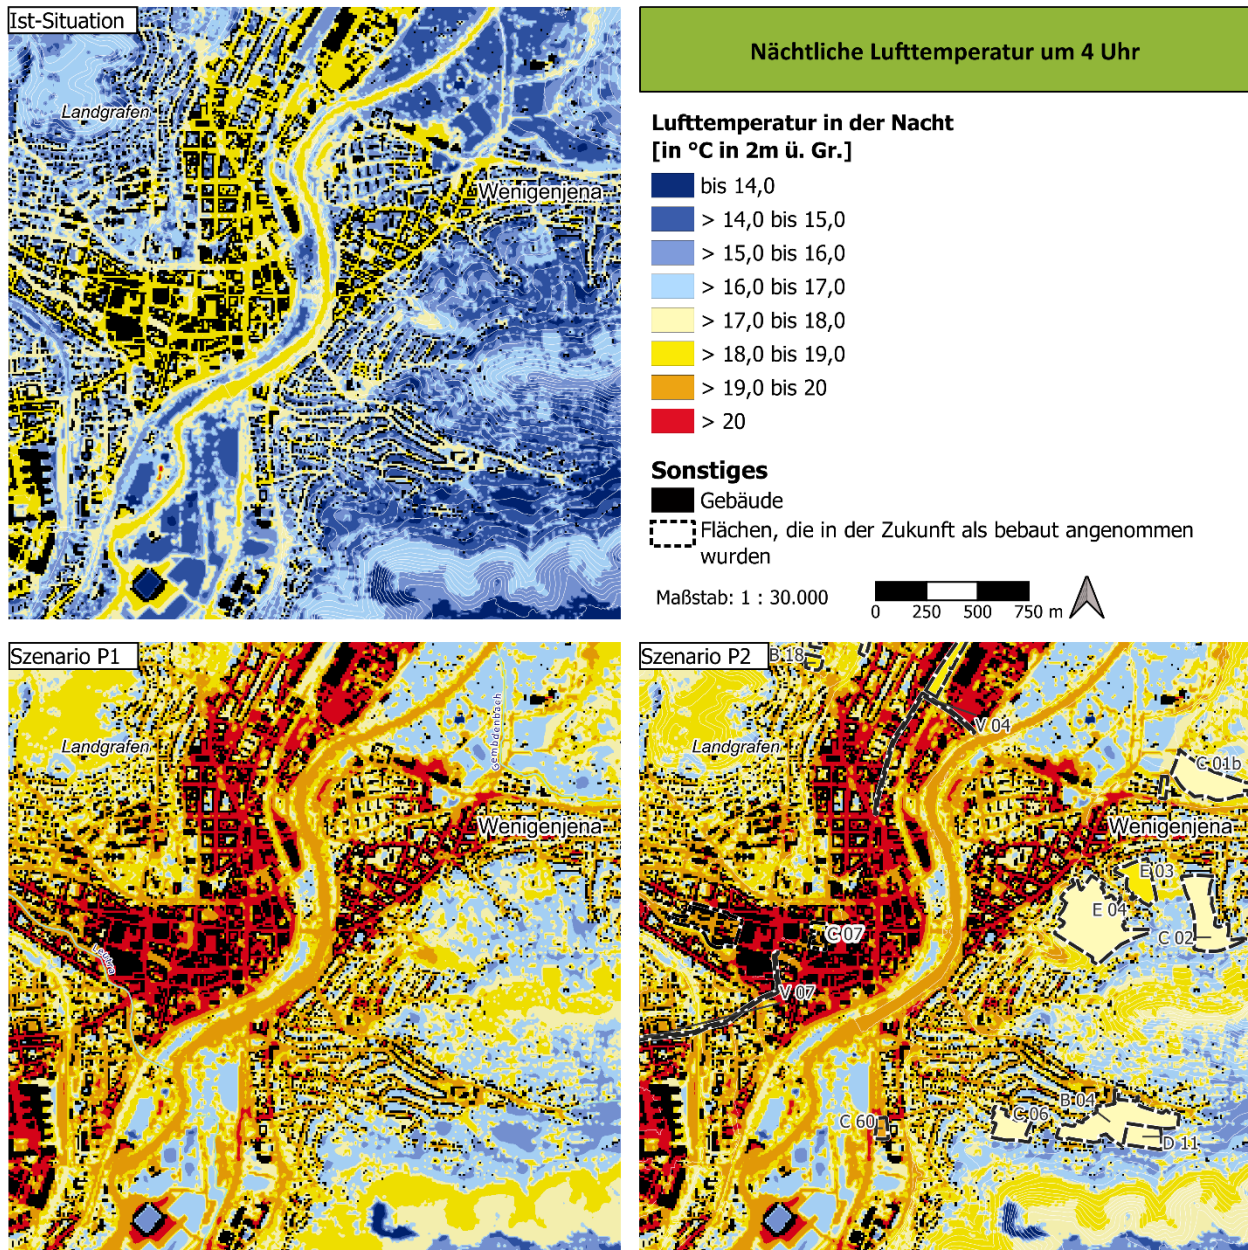 Ist-Situation
Landgrafen
Wenigenjena
Nächtliche Lufttemperatur um 4 Uhr
Lufttemperatur in der Nacht
[in °C in 2m ü. Gr.]
bis 14,0
> 14,0 bis 15,0
> 15,0 bis 16,0
> 16,0 bis 17,0
> 17,0 bis 18,0
> 18,0 bis 19,0
> 19,0 bis 20
> 20
Sonstiges
Gebäude
Flächen, die in der Zukunft als bebaut angenommen
wurden
Maßstab: 1 : 30.000
0 250 500 750 m
Szenario P1
Landgrafen
Gembdenbach
Wenigenjena
Leutra
Szenario P2
B 18
V 04
Landgrafen
C 01b
Wenigenjena
E 03
E 04
C 07
C 02
V 07
B 04
C 06
C 60
D 11